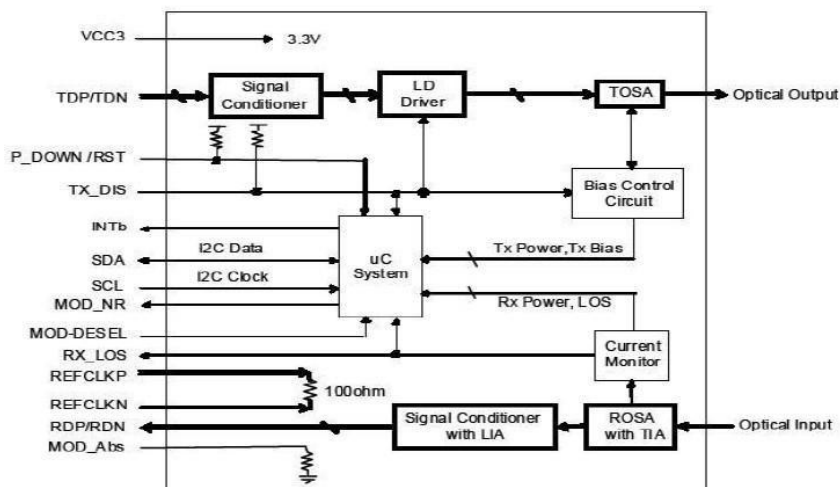 VCC3
3.3V
TDP/TDN
Signal
Conditioner
LD
Driver
TOSA
Optical Output
P_DOWN /RST
TX_DIS
Bias Control
Circuit
INTb
SDA
I2C Data
uC
System
Tx Power,Tx Bias
SCL
I2C Clock
MOD_NR
Rx Power, LOS
MOD-DESEL
RX_LOS
Current
Monitor
REFCLKP
100ohm
REFCLKN
RDP/RDN
Signal Conditioner
with LIA
ROSA
with TIA
Optical Input
MOD_Abs